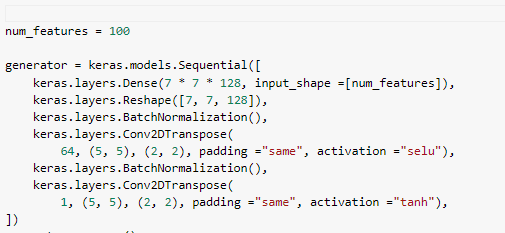 num_features = 100
generator = keras.models.Sequential([
keras.layers.Dense(7 * 7 * 128, input_shape =[num_features]),
keras.layers.Reshape([7, 7, 128]),
keras.layers.BatchNormalization(),
keras.layers.Conv2DTranspose(
64, (5, 5), (2, 2), padding ="same", activation ="selu"),
keras.layers.BatchNormalization(),
keras.layers.Conv2DTranspose(
1, (5, 5), (2, 2), padding ="same", activation ="tanh"),
])